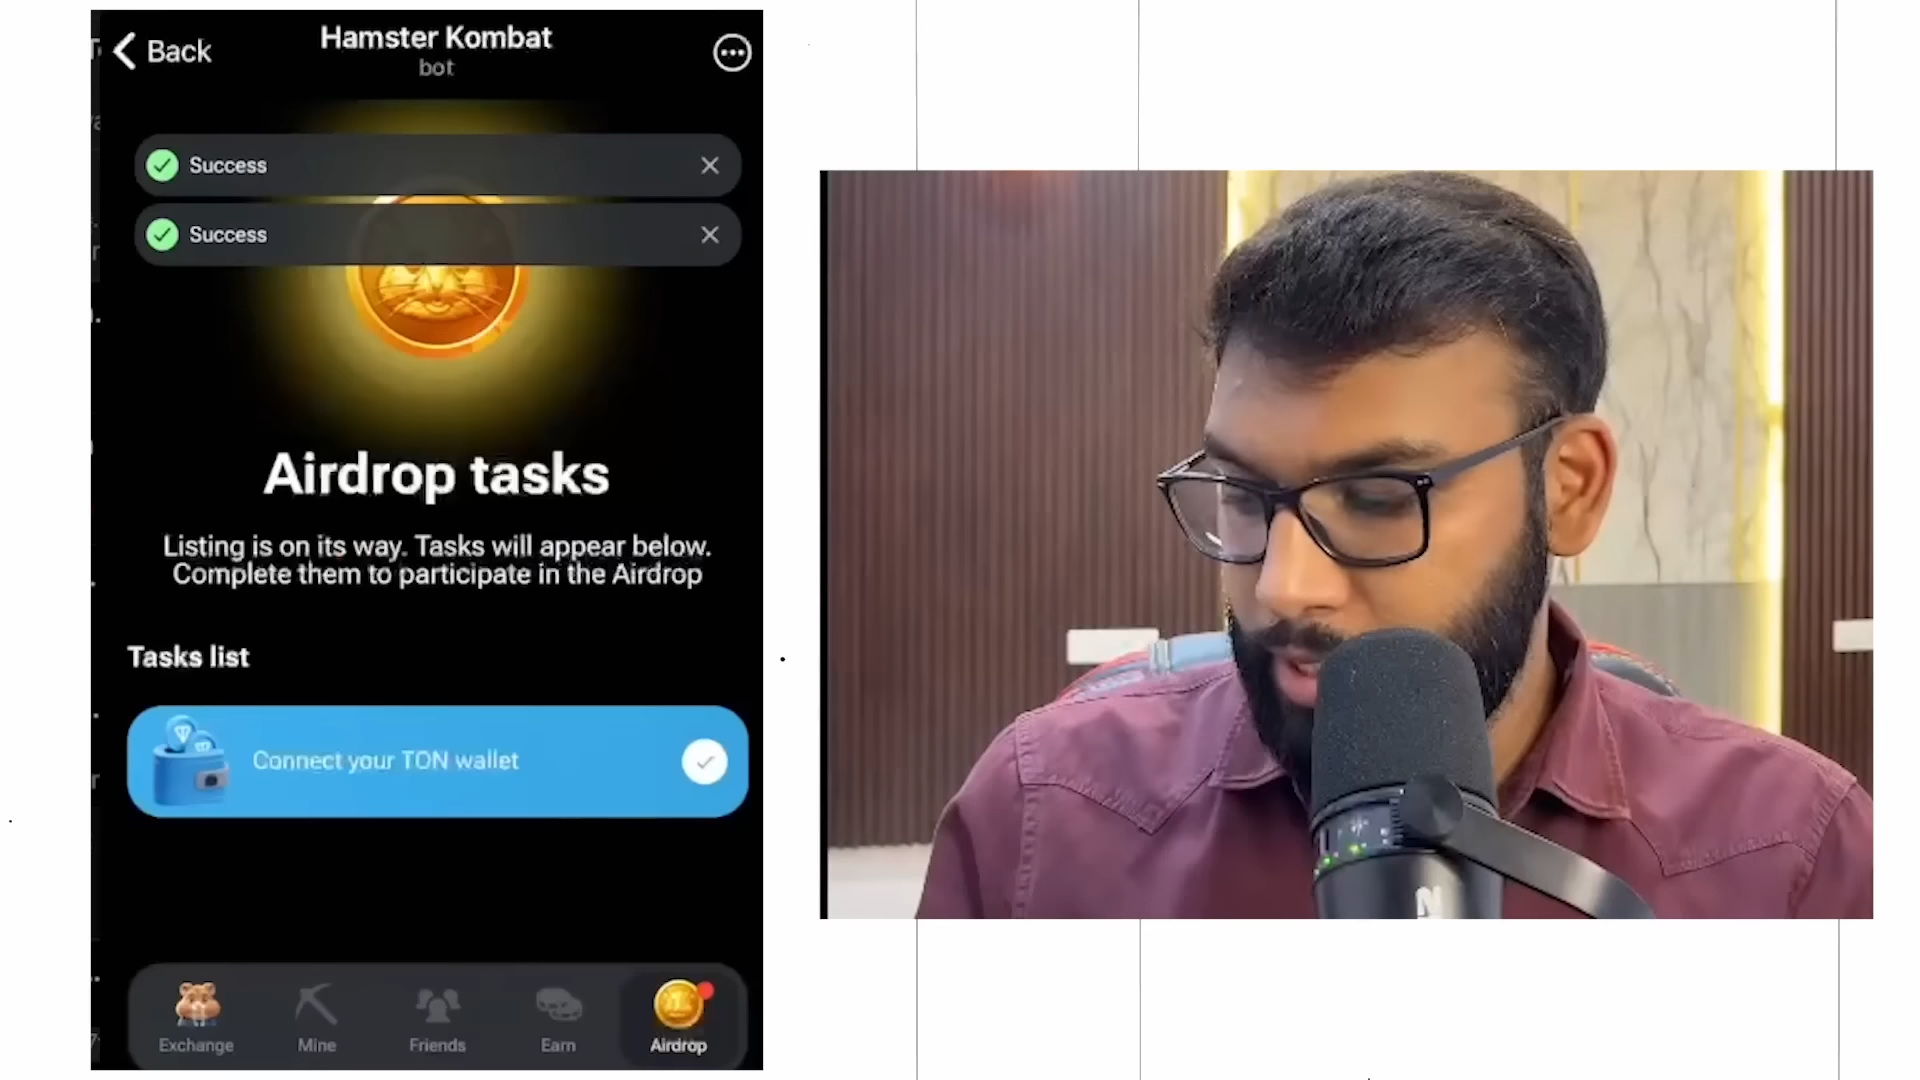 Back
Hamster Kombat
bot
Success
Success
Airdrop tasks
Listing is on its way. Tasks will appear below.
Complete them to participate in the Airdrop
Tasks list
Connect your TON wallet
Exchange
Mine
Friends
Earn
Airdrop